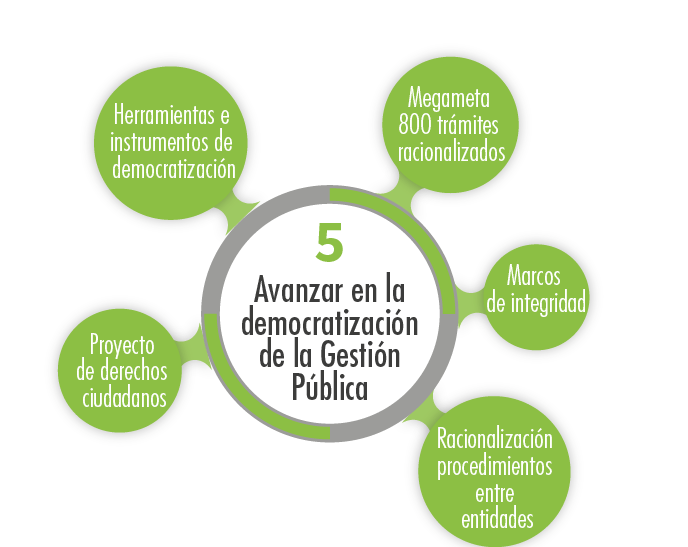 Herramientas e
instrumentos de
democratización
Megameta
800 trámites
racionalizados
5
Avanzar en la
democratización
de la Gestión
Pública
Marcos
de integridad
Proyecto
de derechos
ciudadanos
Racionalización
procedimientos
entre
entidades